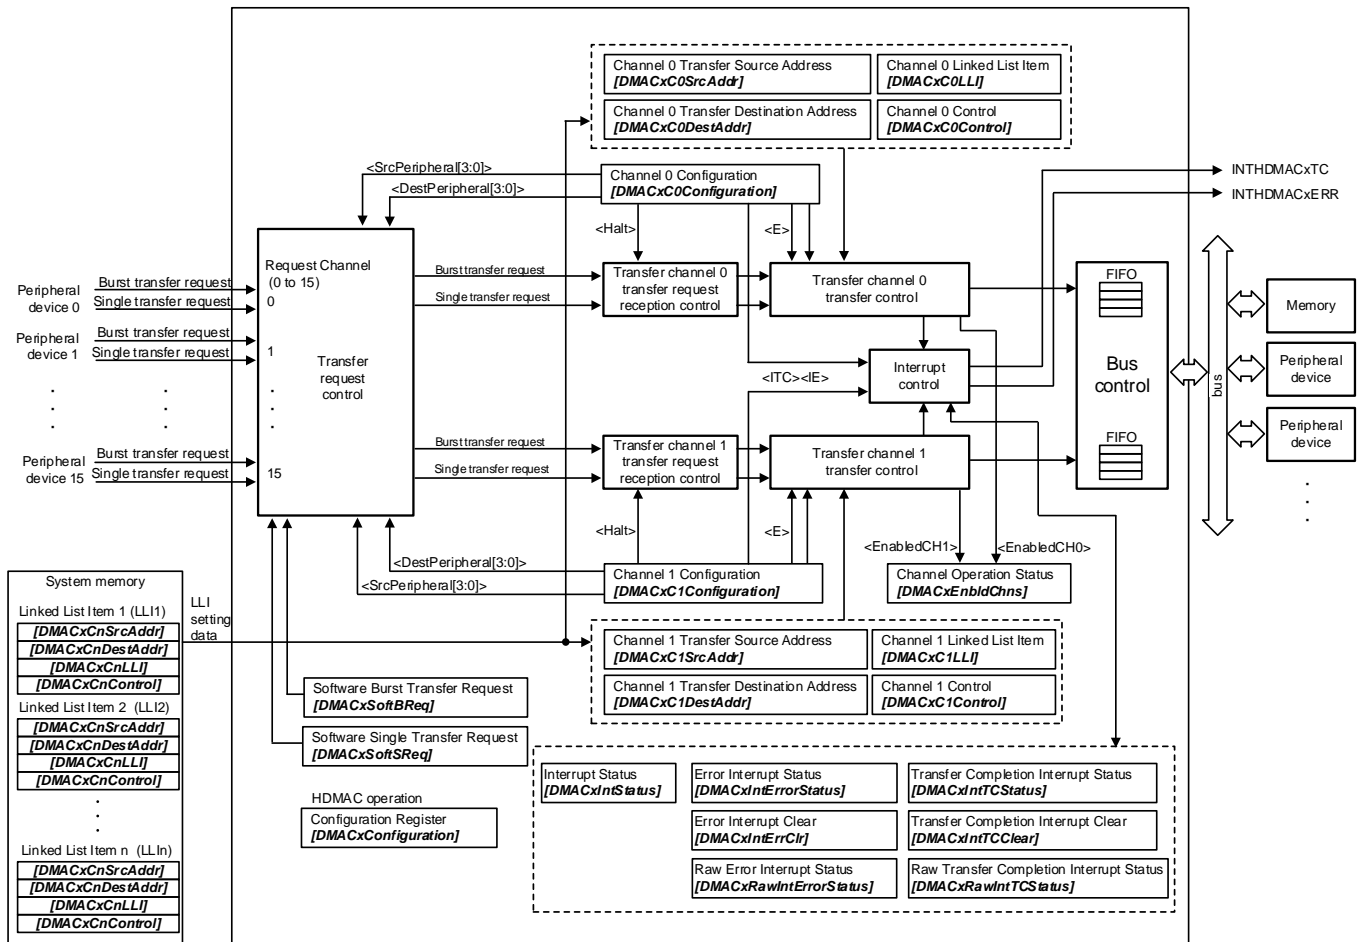 Channel 0 Transfer Source Address
[DMACxC0SrcAddr]
Channel 0 Linked List Item
[DMACxC0LLI]
Channel 0 Transfer Destination Address
[DMACxC0DestAddr]
Channel 0 Control
[DMACxC0Control]
<SrcPeripheral[3:0]>
<DestPeripheral[3:0]>
Channel 0 Configuration
[DMACxC0Configuration]
INTHDMACxTC
INTHDMACxERR
<Halt>
<E>
Request Channel
(0 to 15)
0
1
.
.
.
15
Transfer
request
control
Peripheral
device 0
Burst transfer request
Single transfer request
Peripheral
device 1
Burst transfer request
Single transfer request
.
.
.
.
.
.
Peripheral
device 15
Burst transfer request
Single transfer request
Burst transfer request
Single transfer request
Transfer channel 0
transfer request
reception control
Transfer channel 0
transfer control
Interrupt
control
<ITC><IE>
Burst transfer request
Single transfer request
Transfer channel 1
transfer request
reception control
Transfer channel 1
transfer control
FIFO
Bus
control
FIFO
bus
Memory
Peripheral
device
Peripheral
device
.
.
.
<Halt>
<E>
<EnabledCH1>
<EnabledCH0>
<DestPeripheral[3:0]>
<SrcPeripheral[3:0]>
Channel 1 Configuration
[DMACxC1Configuration]
Channel Operation Status
[DMACxEnbldChns]
System memory
Linked List Item 1 (LLI1)
[DMACxCnSrcAddr]
[DMACxCnDestAddr]
[DMACxCnLLI]
[DMACxCnControl]
Linked List Item 2 (LLI2)
[DMACxCnSrcAddr]
[DMACxCnDestAddr]
[DMACxCnLLI]
[DMACxCnControl]
.
.
.
Linked List Item n (LLIn)
[DMACxCnSrcAddr]
[DMACxCnDestAddr]
[DMACxCnLLI]
[DMACxCnControl]
LLI
setting
data
Channel 1 Transfer Source Address
[DMACxC1SrcAddr]
Channel 1 Linked List Item
[DMACxC1LLI]
Channel 1 Transfer Destination Address
[DMACxC1DestAddr]
Channel 1 Control
[DMACxC1Control]
Software Burst Transfer Request
[DMACxSoftBReq]
Software Single Transfer Request
[DMACxSoftSReq]
HDMAC operation
Configuration Register
[DMACxConfiguration]
Interrupt Status
[DMACxIntStatus]
Error Interrupt Status
[DMACxIntErrorStatus]
Transfer Completion Interrupt Status
[DMACxIntTCStatus]
Error Interrupt Clear
[DMACxIntErrClr]
Transfer Completion Interrupt Clear
[DMACxIntTCClear]
Raw Error Interrupt Status
[DMACxRawIntErrorStatus]
Raw Transfer Completion Interrupt Status
[DMACxRawIntTCStatus]